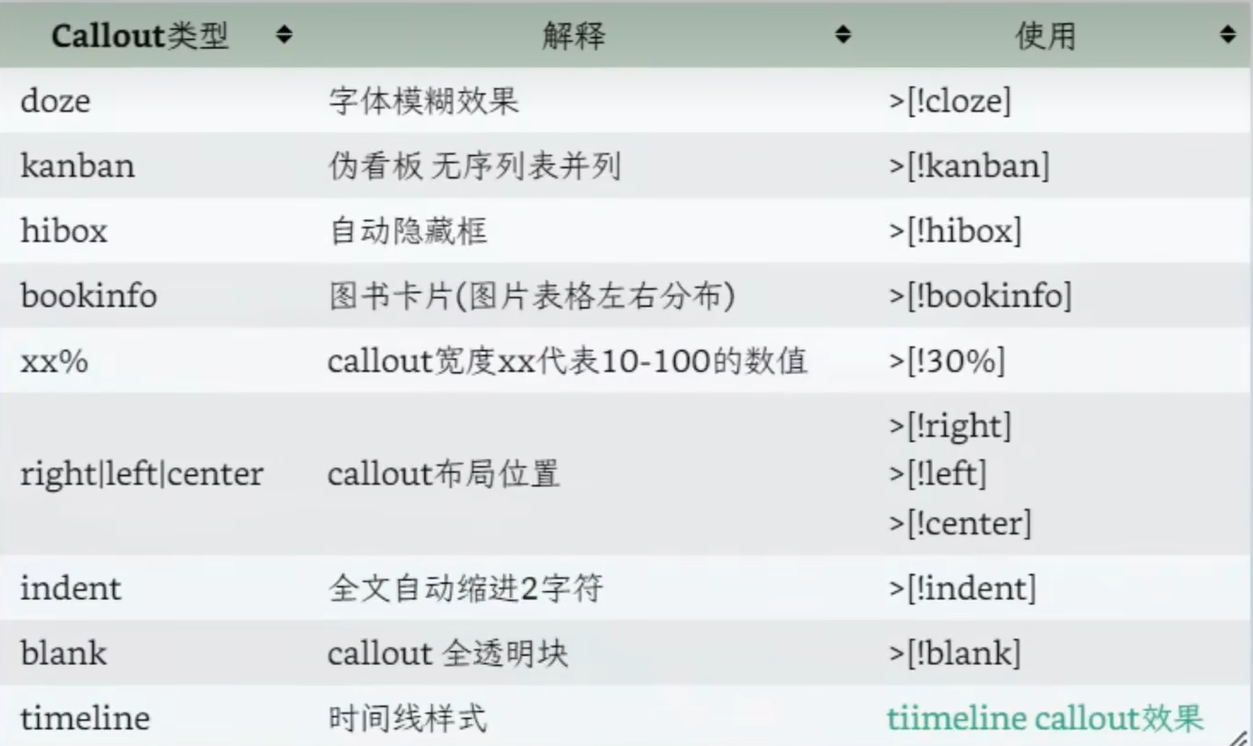 Callout类型 解释 使用
doze 字体模糊效果 >[!cloze]
kanban 伪看板 无序列表并列 >[!kanban]
hibox 自动隐藏框 >[!hibox]
bookinfo 图书卡片(图片表格左右分布) >[!bookinfo]
xx% callout宽度xx代表10-100的数值 >[!30%]
>[!right]
right|left|center callout布局位置 >[!left]
>[!center]
indent 全文自动缩进2字符 >[!indent]
blank callout 全透明块 >[!blank]
timeline 时间线样式 tiimeline callout效果